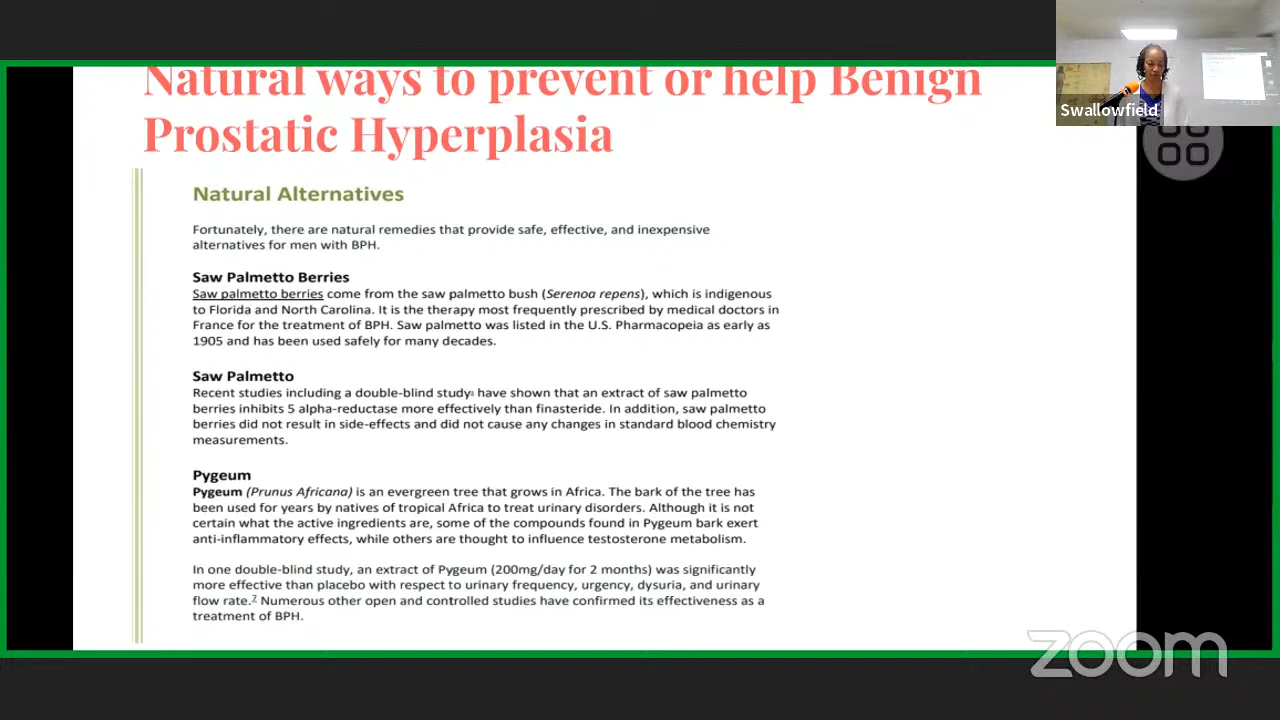 Natural ways to prevent or help Benign
Prostatic Hyperplasia
Swallowfield
Natural Alternatives
Fortunately, there are natural remedies that provide safe, effective, and inexpensive
alternatives for men with BPH.
Saw Palmetto Berries
Saw palmetto berries come from the saw palmetto bush (Serenoa repens), which is indigenous
to Florida and North Carolina. It is the therapy most frequently prescribed by medical doctors in
France for the treatment of BPH. Saw palmetto was listed in the U.S. Pharmacopeia as early as
1905 and has been used safely for many decades.
Saw Palmetto
Recent studies including a double-blind study have shown that an extract of saw palmetto
berries inhibits 5 alpha-reductase more effectively than finasteride. In addition, saw palmetto
berries did not result in side-effects and did not cause any changes in standard blood chemistry
measurements.
Pygeum
Pygeum (Prunus Africana) is an evergreen tree that grows in Africa. The bark of the tree has
been used for years by natives of tropical Africa to treat urinary disorders. Although it is not
certain what the active ingredients are, some of the compounds found in Pygeum bark exert
anti-inflammatory effects, while others are thought to influence testosterone metabolism.
In one double-blind study, an extract of Pygeum (200mg/day for 2 months) was significantly
more effective than placebo with respect to urinary frequency, urgency, dysuria, and urinary
flow rate.7 Numerous other open and controlled studies have confirmed its effectiveness as a
treatment of BPH.
zoom